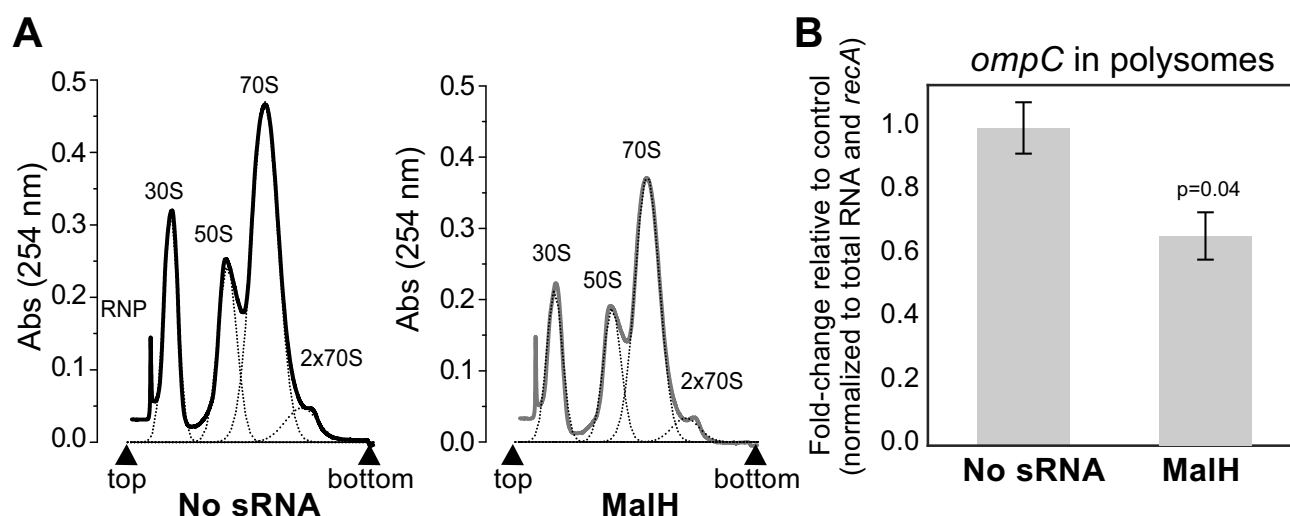 A
Abs (254 nm)
0.5
0.4
0.3
0.2
0.1
0.0
RNP
30S
50S
70S
2x70S
top
bottom
No sRNA
Abs (254 nm)
0.5
0.4
0.3
0.2
0.1
0.0
30S
50S
70S
2x70S
top
bottom
MalH
B
ompC in polysomes
Fold-change relative to control
(normalized to total RNA and recA)
1.0
0.8
0.6
0.4
0.2
0.0
p=0.04
No sRNA
MalH